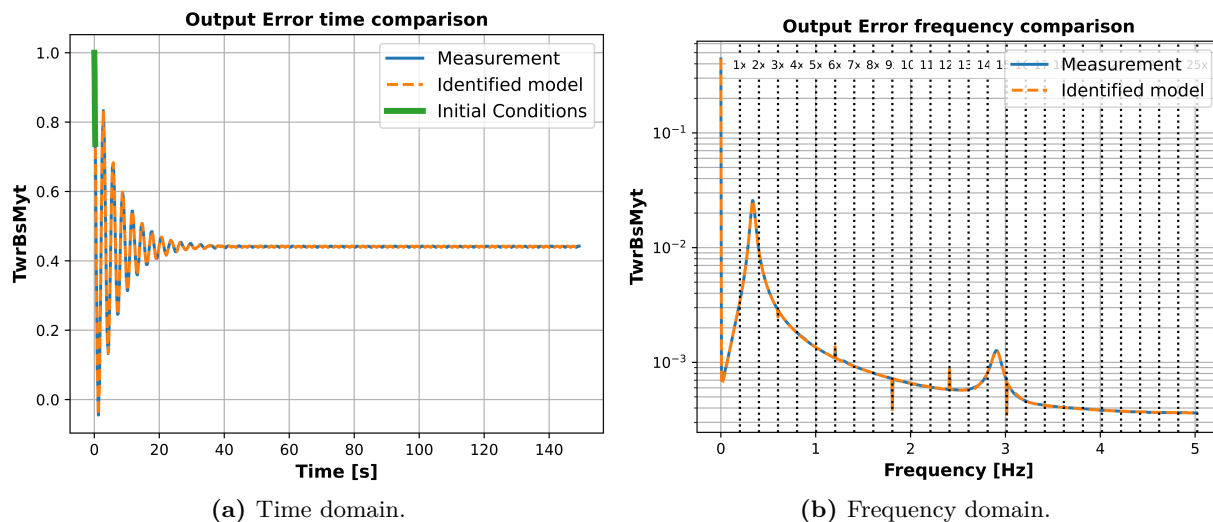 Output Error time comparison
1.0
0.8
0.6
0.4
0.2
0.0
TwrBsMyt
Measurement
Identified model
Initial Conditions
0 20 40 60 80 100 120 140
Time [s]
(a) Time domain.
Output Error frequency comparison
1x 2x 3x 4x 5x 6x 7x 8x 9 10 11 12 13 14 25x
Measurement
Identified model
10⁻¹
10⁻²
10⁻³
TwrBsMyt
0 1 2 3 4 5
Frequency [Hz]
(b) Frequency domain.